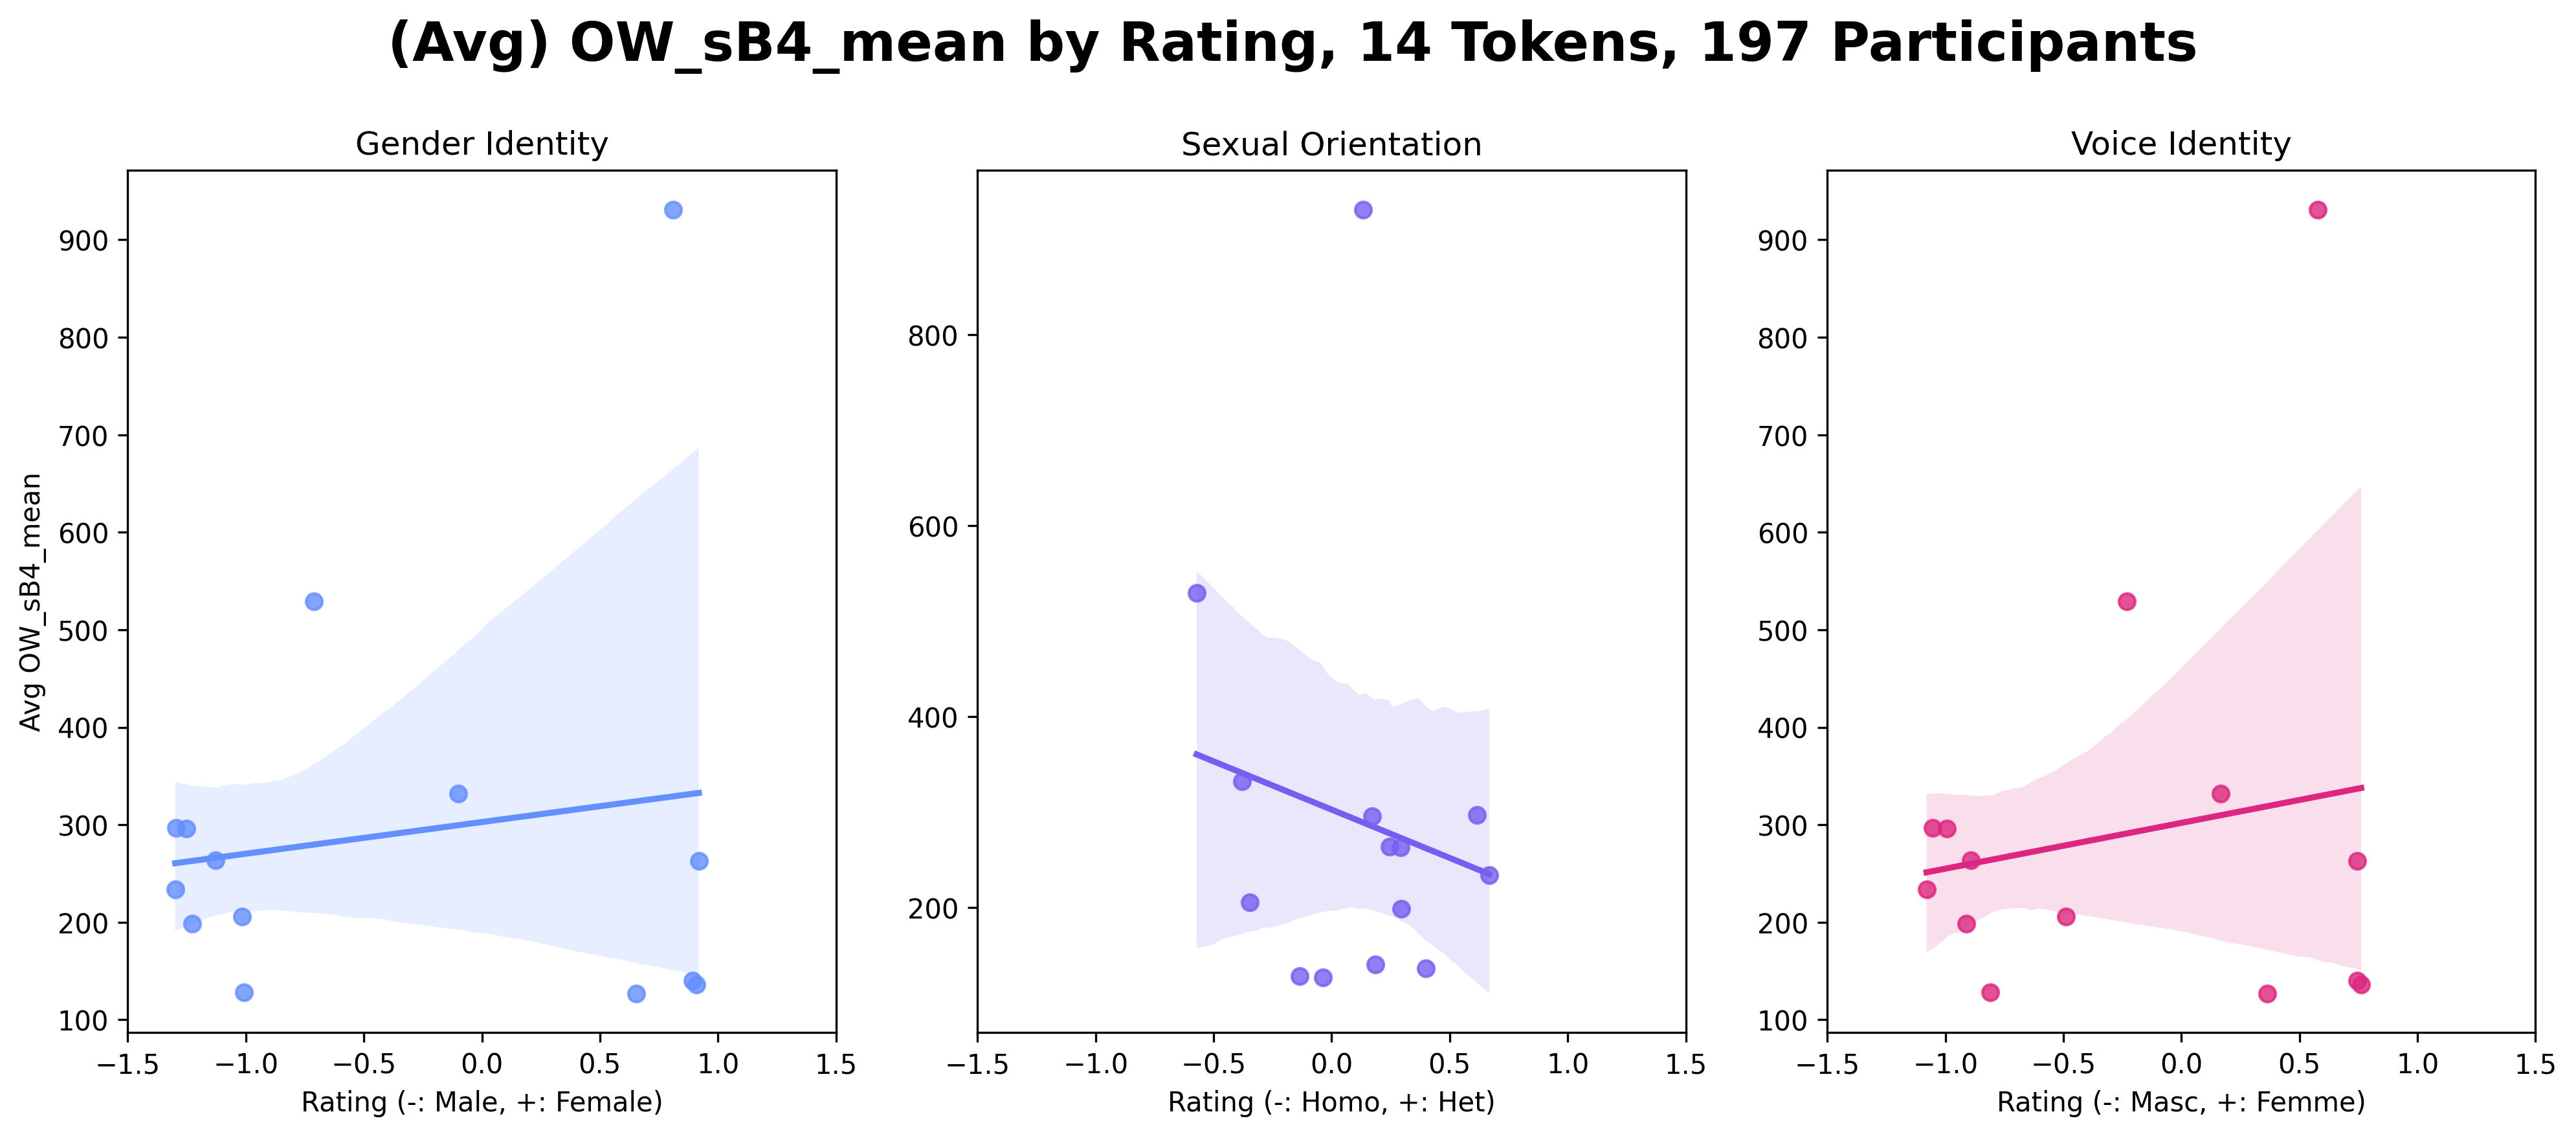 (Avg) OW_sB4_mean by Rating, 14 Tokens, 197 Participants
Gender Identity
Avg OW_sB4_mean
900
800
700
600
500
400
300
200
100
−1.5 −1.0 −0.5 0.0 0.5 1.0 1.5
Rating (-: Male, +: Female)
Sexual Orientation
800
600
400
200
−1.5 −1.0 −0.5 0.0 0.5 1.0 1.5
Rating (-: Homo, +: Het)
Voice Identity
900
800
700
600
500
400
300
200
100
−1.5 −1.0 −0.5 0.0 0.5 1.0 1.5
Rating (-: Masc, +: Femme)